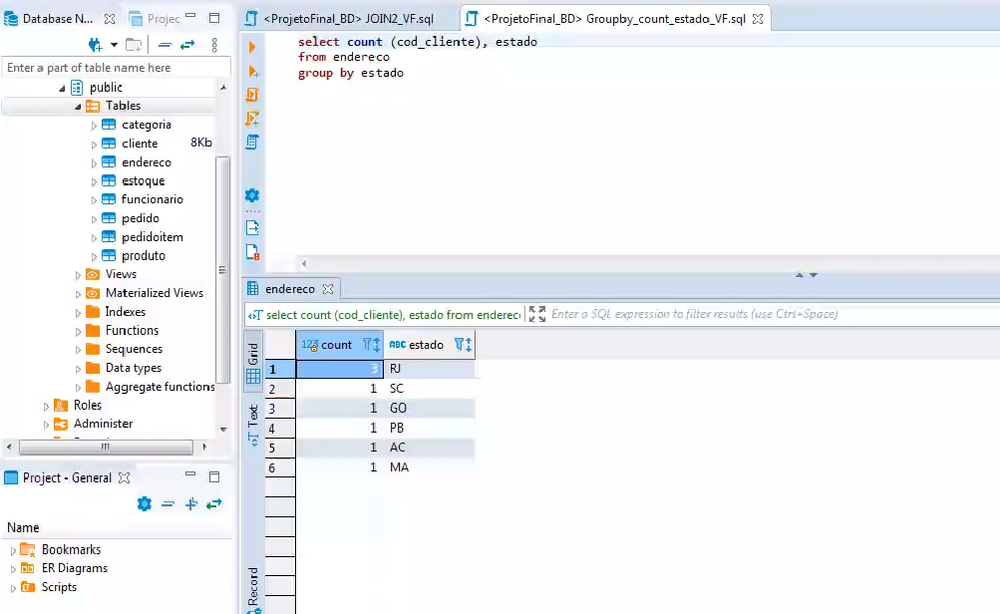 Database N...
Projec
Enter a part of table name here
public
Tables
categoria
cliente 8Kb
endereco
estoque
funcionario
pedido
pedidoitem
produto
Views
Materialized Views
Indexes
Functions
Sequences
Data types
Aggregate functions
Roles
Administer
Project - General
Name
Bookmarks
ER Diagrams
Scripts
<ProjetoFinal_BD> JOIN2_VF.sql
<ProjetoFinal_BD> Groupby_count_estado_VF.sql
select count (cod_cliente), estado
from endereco
group by estado
endereco
select count (cod_cliente), estado from enderec
Enter a SQL expression to filter results (use Ctrl+Space)
Grid
Text
Record
123 count ABC estado
1 3 RJ
2 1 SC
3 1 GO
4 1 PB
5 1 AC
6 1 MA